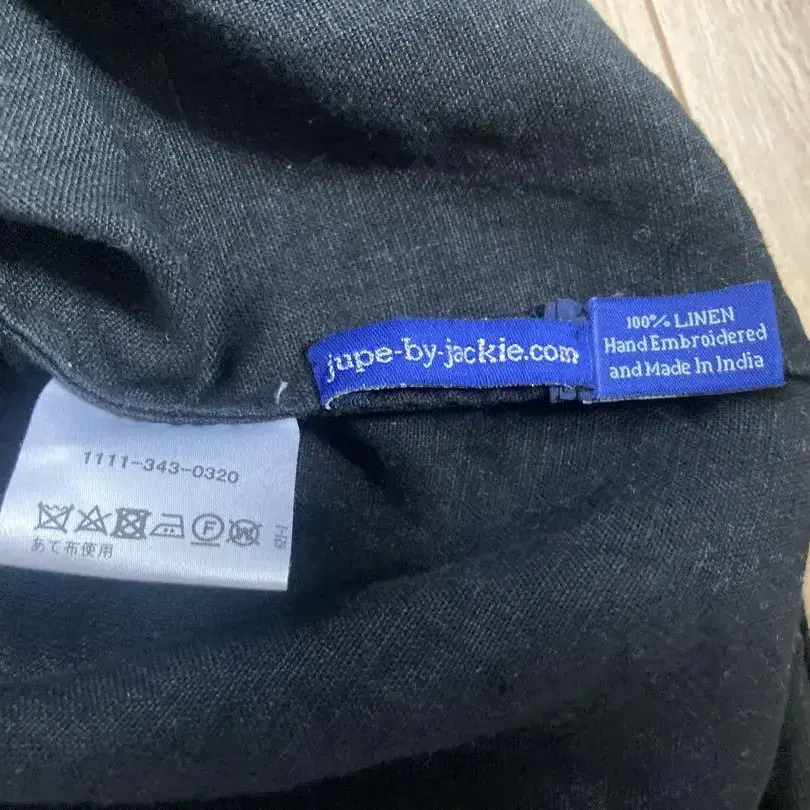 jupe-by-jackie.com
100% LINEN
Hand Embroidered
and Made In India
1111-343-0320
F W
あて布使用